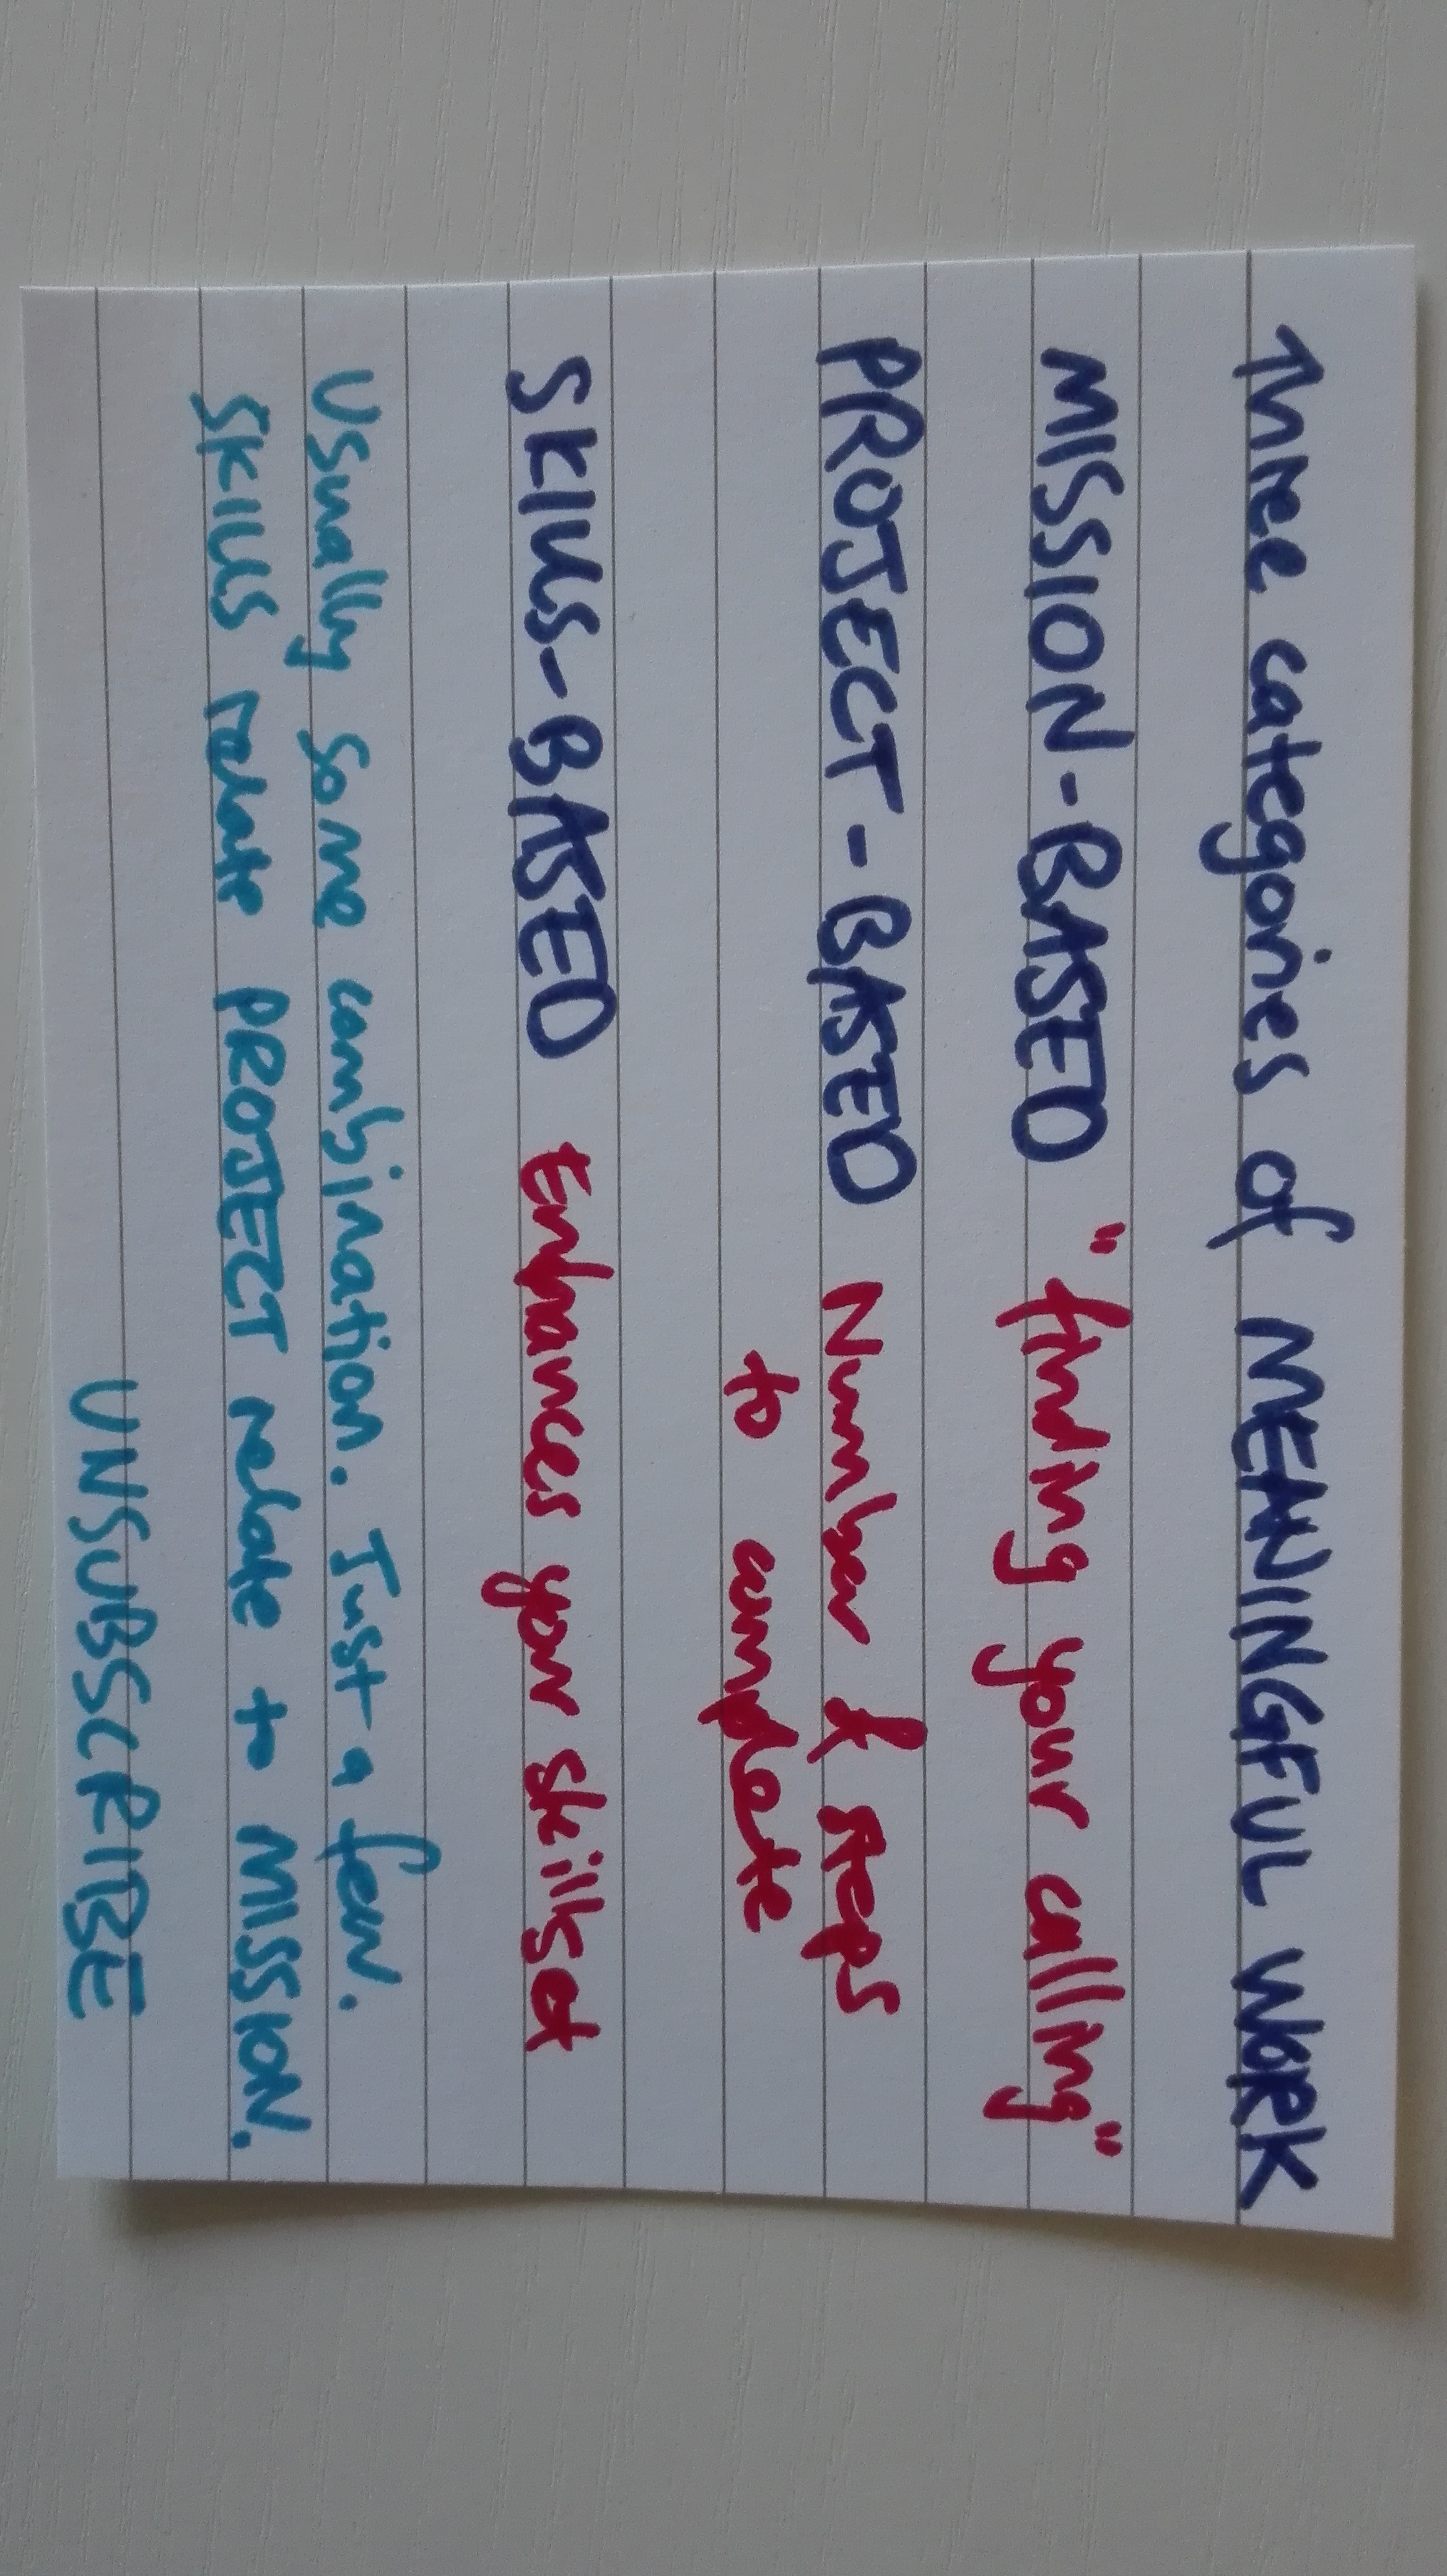 Three categories of MEANINGFUL WORK
MISSION-BASED "finding your calling"
PROJECT-BASED Number of steps
to complete
SKILLS-BASED Enhances your skillset
Usually some combination. Just a few.
SKILLS relate PROJECT relate to MISSION.
UNSUBSCRIBE